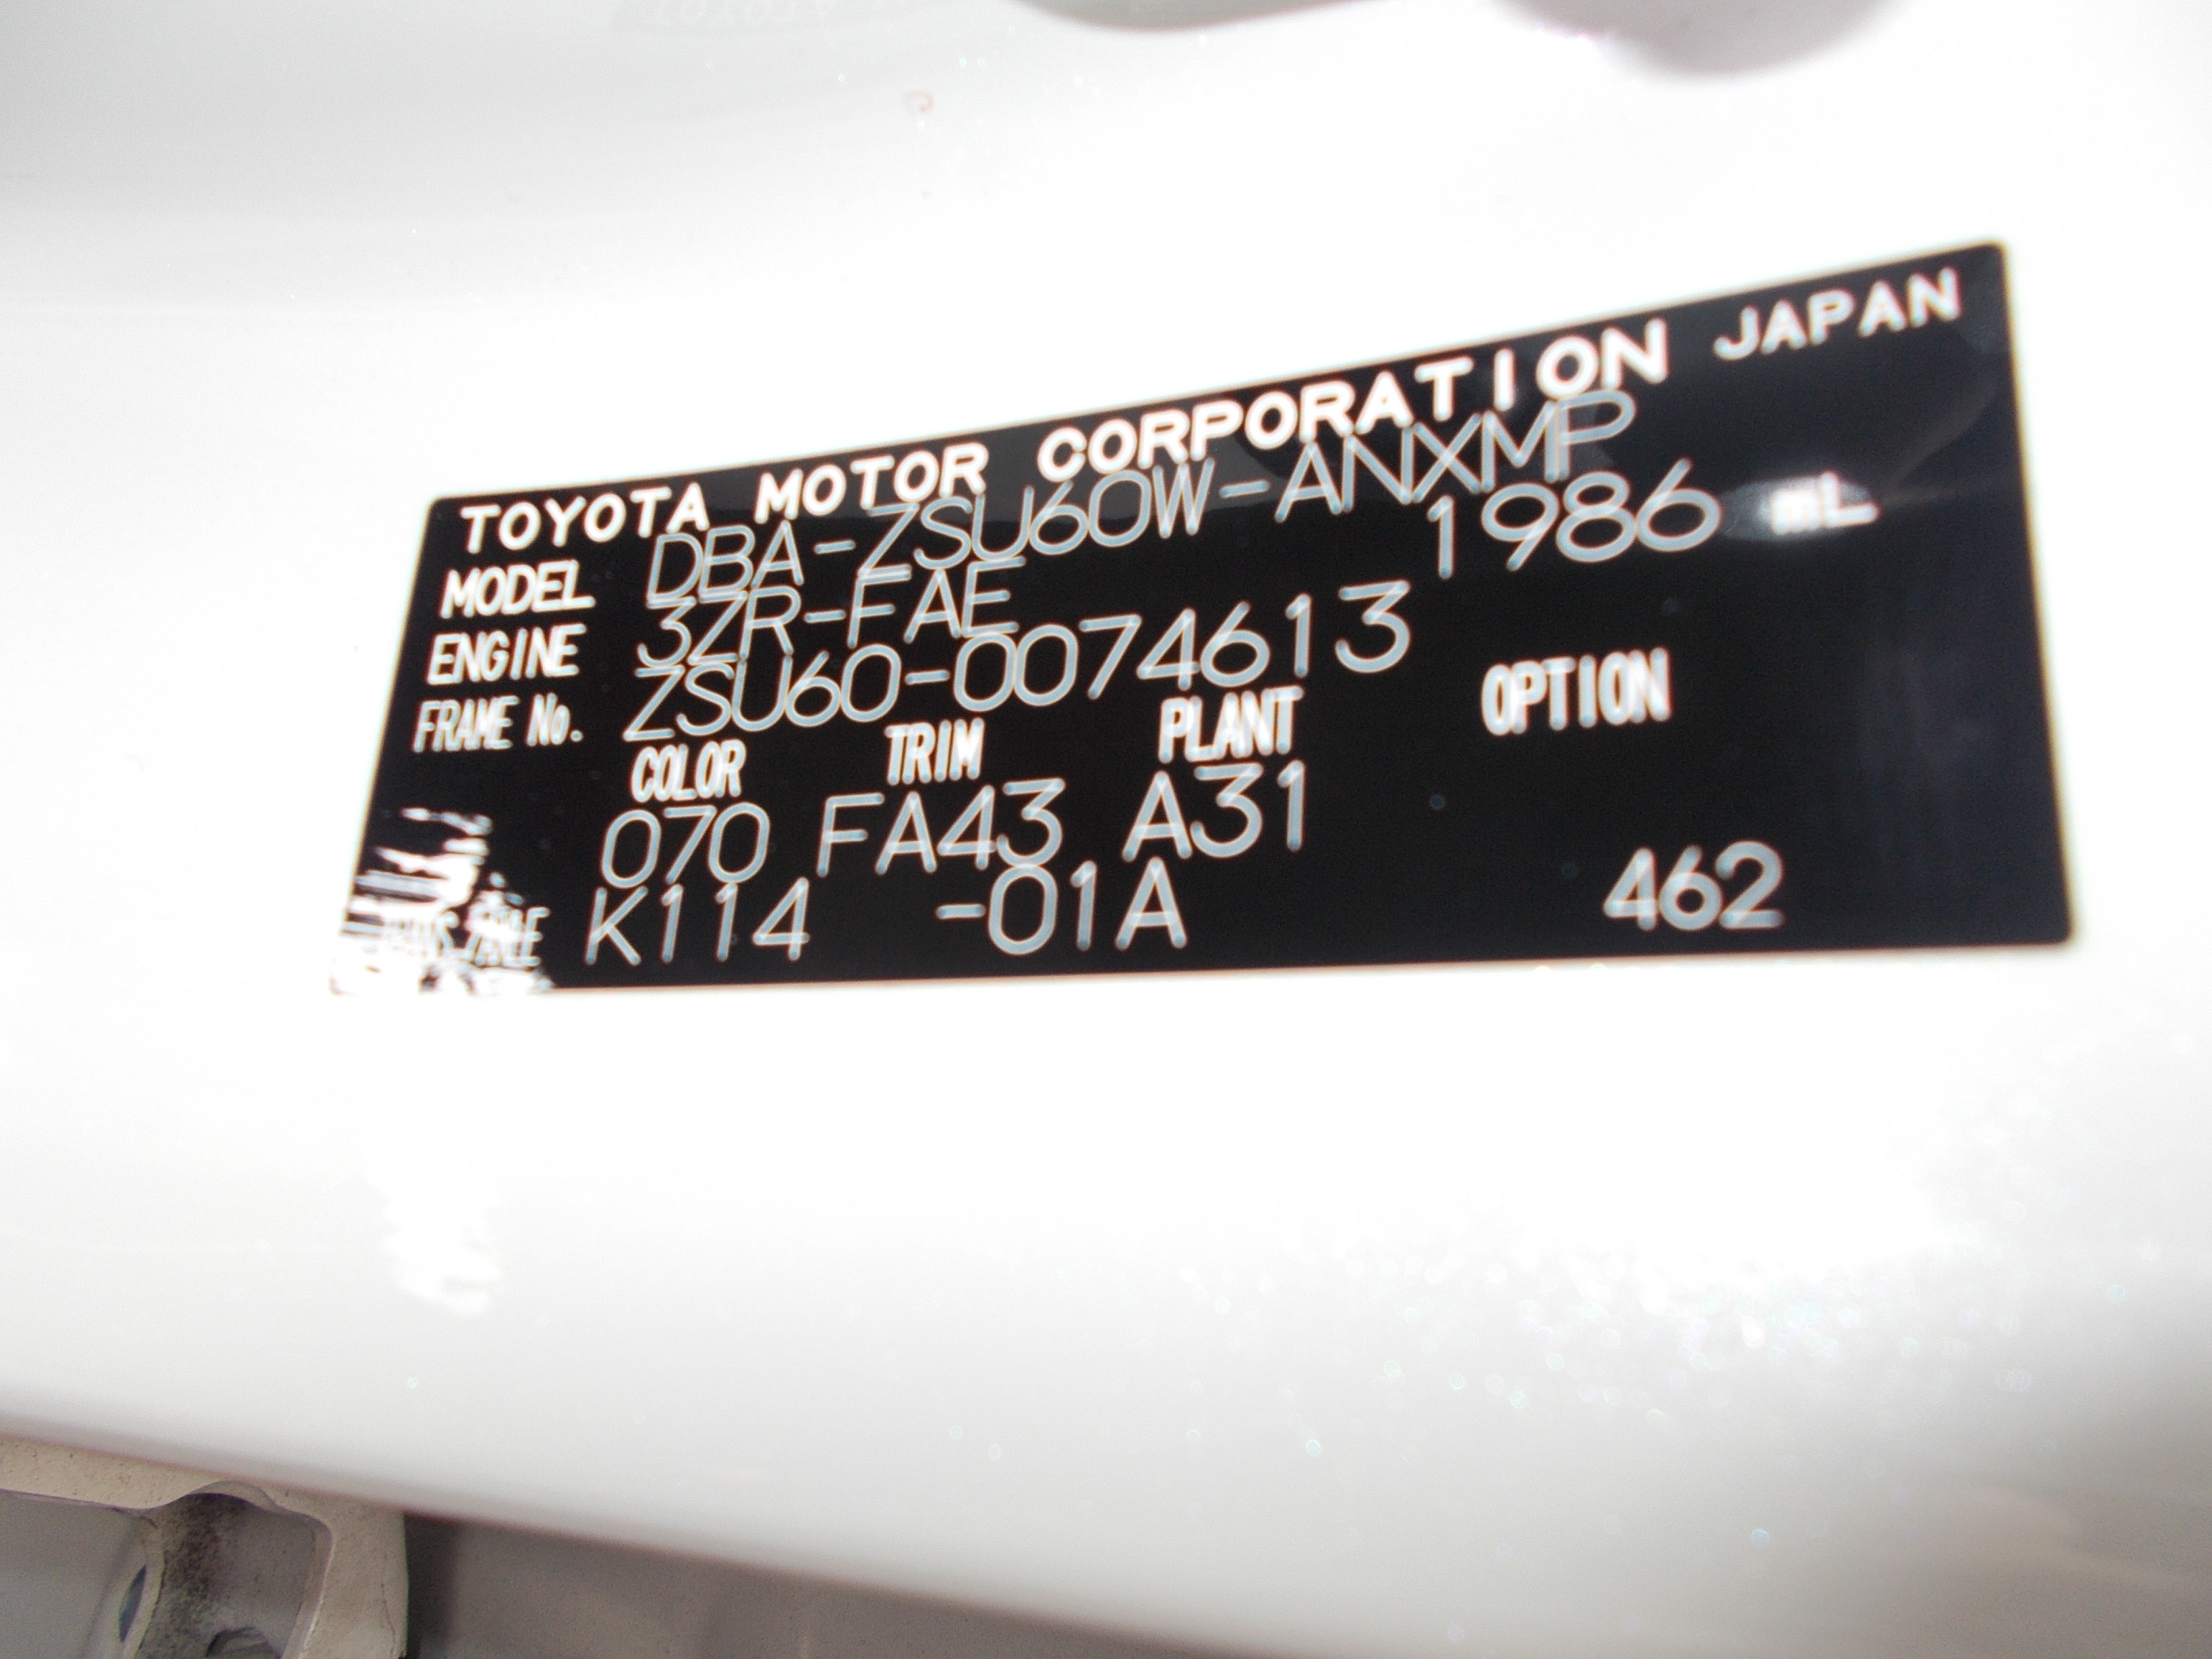 TOYOTA MOTOR CORPORATION JAPAN
MODEL DBA-ZSU60W-ANXMP
ENGINE 3ZR-FAE 1986 mL
FRAME No. ZSU60-0074613
COLOR TRIM PLANT OPTION
070 FA43 A31
K114 -01A 462